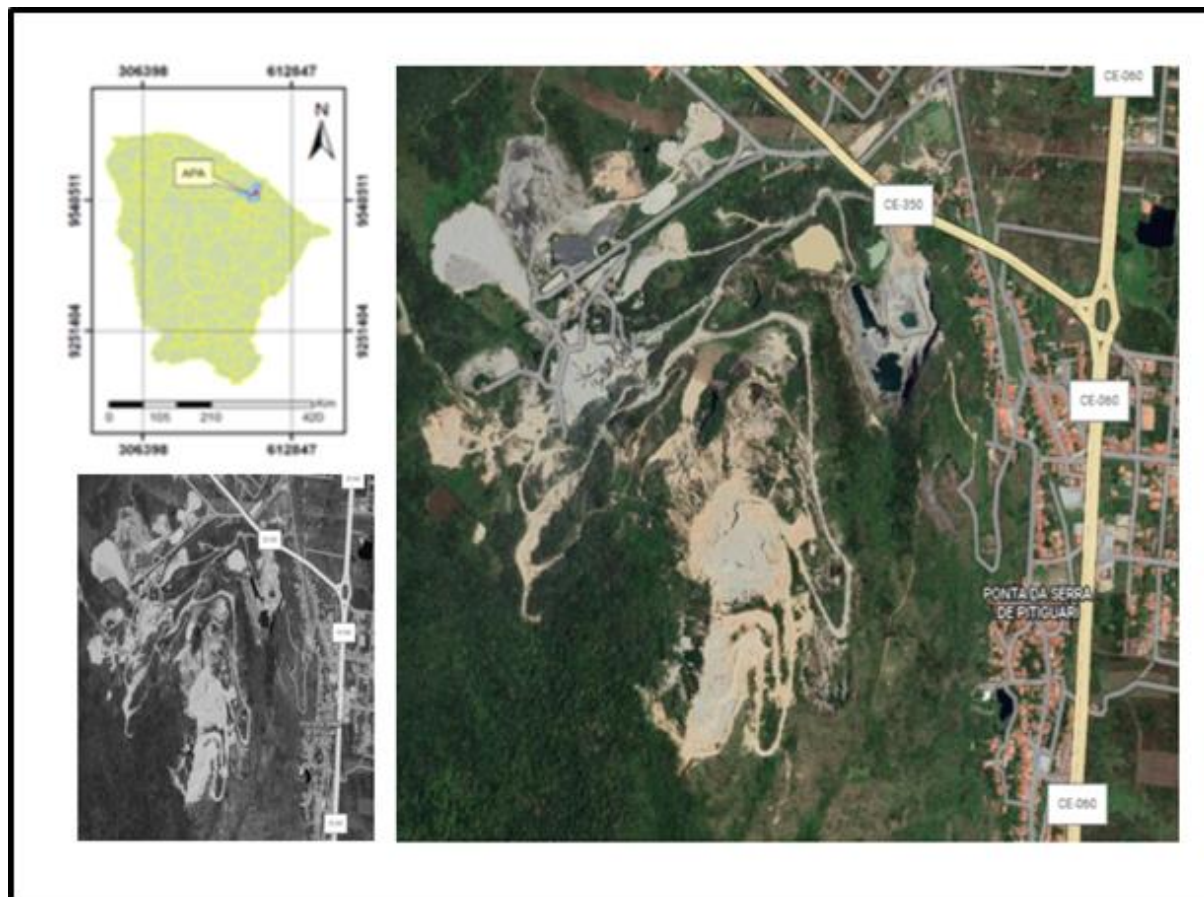 306398 612847
N
APA
9540511 9540511
9251404 9251404
0 105 210 420
306398 612847
CE-060
CE-350
CE-060
PONTA DA SERRA
DE PITIGUARI
CE-060